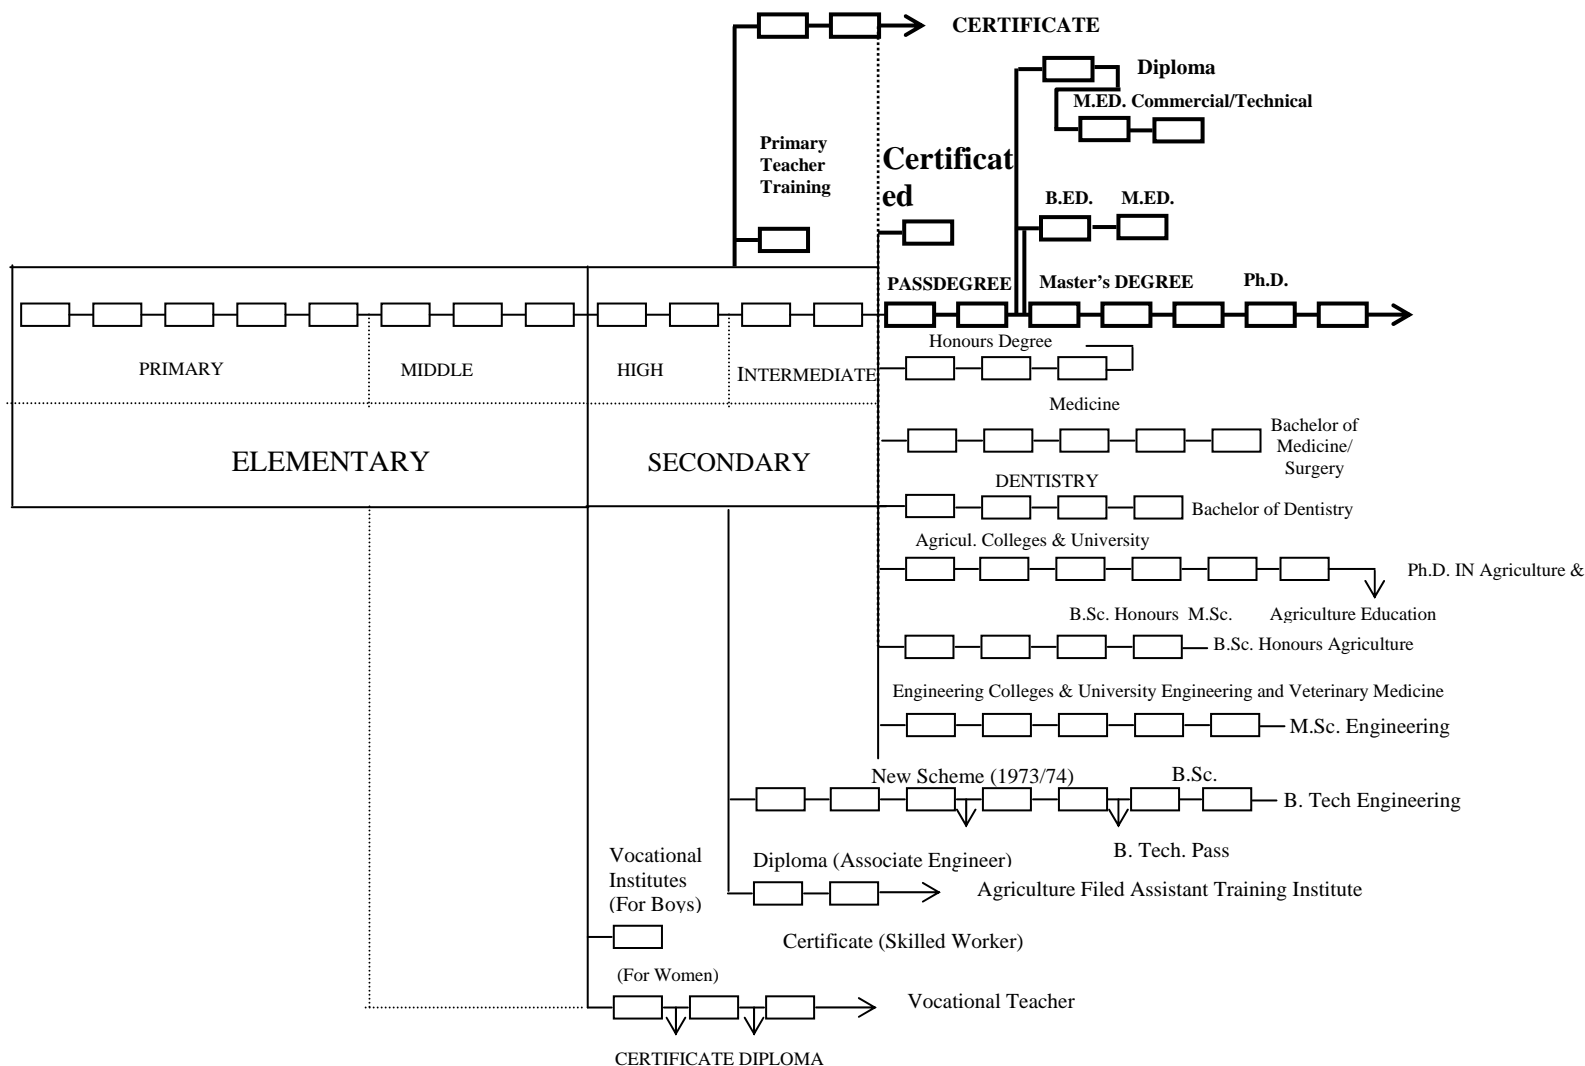 CERTIFICATE
Diploma
M.ED. Commercial/Technical
Primary
Teacher
Training
Certificat
ed
B.ED.
M.ED.
PASSDEGREE
Master's DEGREE
Ph.D.
Honours Degree
PRIMARY
MIDDLE
HIGH
INTERMEDIATE
Medicine
Bachelor of
Medicine/
Surgery
ELEMENTARY
SECONDARY
DENTISTRY
Bachelor of Dentistry
Agricul. Colleges & University
Ph.D. IN Agriculture &
B.Sc. Honours M.Sc.
Agriculture Education
B.Sc. Honours Agriculture
Engineering Colleges & University Engineering and Veterinary Medicine
M.Sc. Engineering
New Scheme (1973/74)
B.Sc.
B. Tech Engineering
B. Tech. Pass
Vocational
Institutes
(For Boys)
Diploma (Associate Engineer)
Agriculture Filed Assistant Training Institute
Certificate (Skilled Worker)
(For Women)
Vocational Teacher
CERTIFICATE DIPLOMA